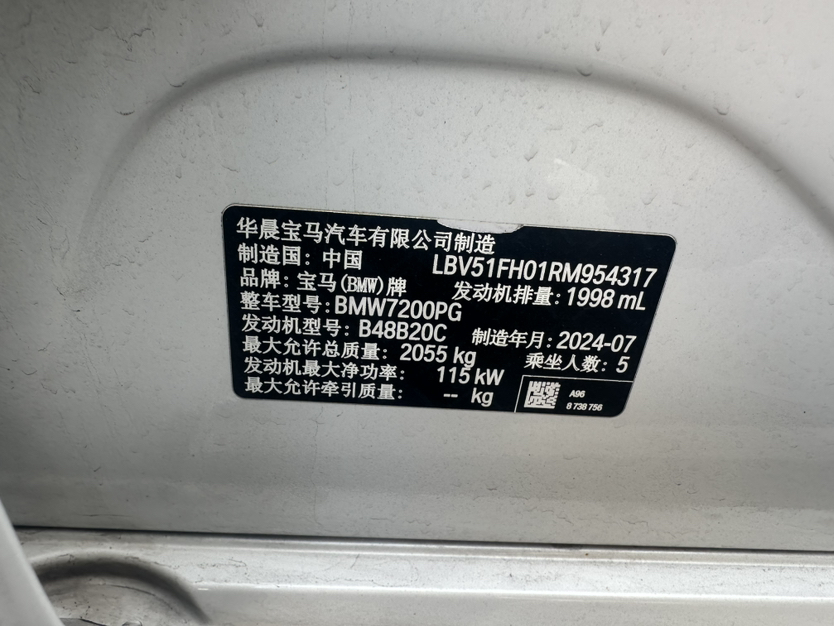 华晨宝马汽车有限公司制造
制造国: 中国 LBV51FH01RM954317
品牌: 宝马(BMW)牌 发动机排量: 1998 mL
整车型号: BMW7200PG
发动机型号: B48B20C 制造年月: 2024-07
最大允许总质量: 2055 kg 乘坐人数: 5
发动机最大净功率: 115 kW
最大允许牵引质量: -- kg
A96
8 738 756